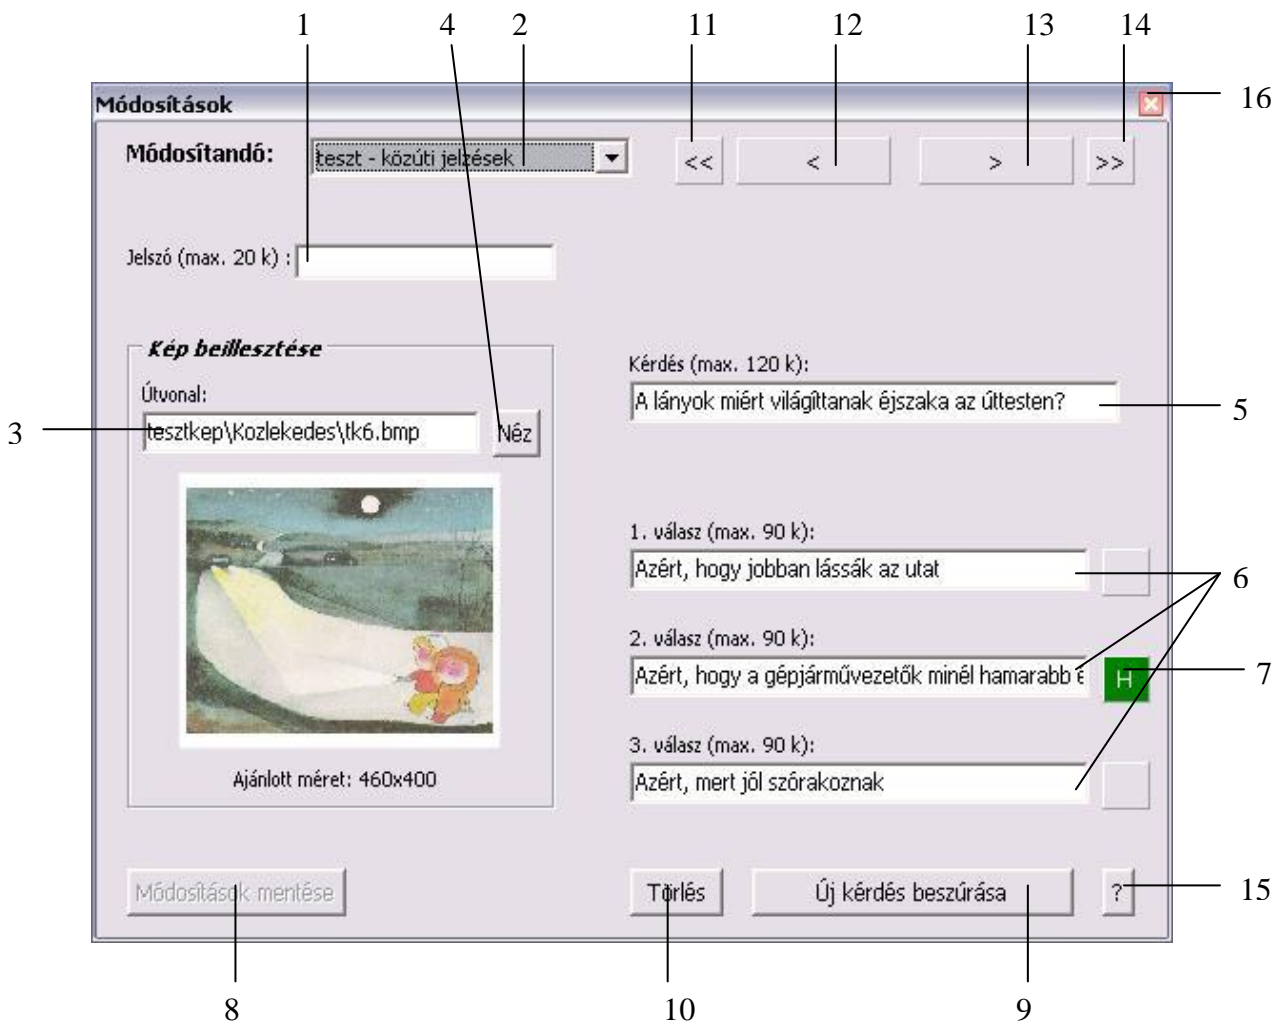 1 4 2 11 12 13 14
Módosítások
16
Módosítandó: teszt - közúti jelzések << < > >>
Jelszó (max. 20 k) :
Kép beillesztése
Útvonal:
3 tesztkep\Kozlekedes\tk6.bmp Néz
Ajánlott méret: 460x400
Kérdés (max. 120 k):
A lányok miért világíttanak éjszaka az úttesten? 5
1. válasz (max. 90 k):
Azért, hogy jobban lássák az utat
6
2. válasz (max. 90 k):
Azért, hogy a gépjárművezetők minél hamarabb é H 7
3. válasz (max. 90 k):
Azért, mert jól szórakoznak
Módosítások mentése Törlés Új kérdés beszúrása ? 15
8 10 9